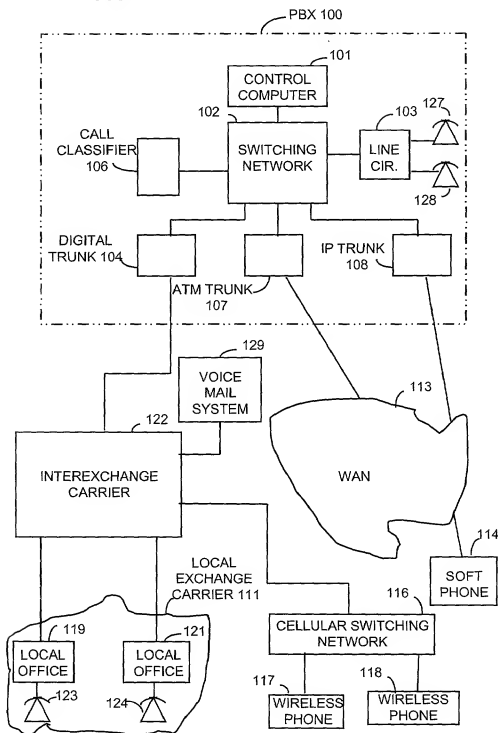 PBX 100
101
CONTROL
COMPUTER
102
127
103
CALL
CLASSIFIER
106
SWITCHING
NETWORK
LINE
CIR.
128
DIGITAL
TRUNK 104
ATM TRUNK
107
IP TRUNK
108
129
VOICE
MAIL
SYSTEM
122
113
INTEREXCHANGE
CARRIER
WAN
114
SOFT
PHONE
LOCAL
EXCHANGE
CARRIER 111
116
CELLULAR SWITCHING
NETWORK
119
LOCAL
OFFICE
121
LOCAL
OFFICE
123
124
117
WIRELESS
PHONE
118
WIRELESS
PHONE